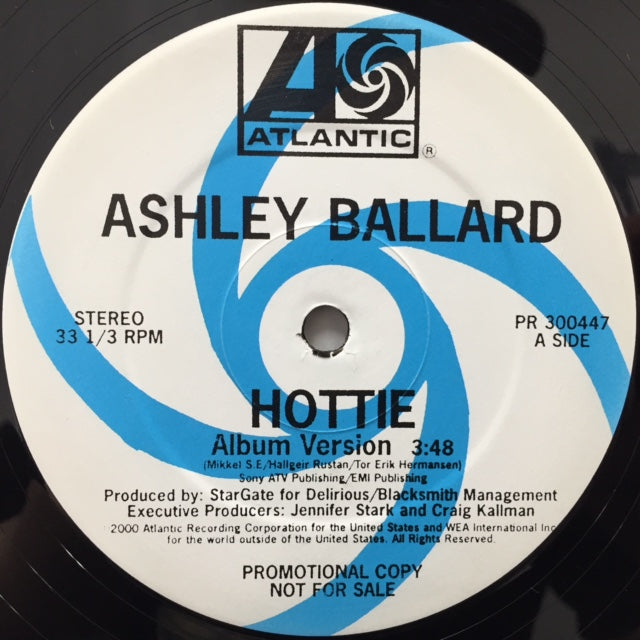 ATLANTIC
®
ASHLEY BALLARD
STEREO
33 1/3 RPM
PR 300447
A SIDE
HOTTIE
Album Version 3:48
(Mikkel S.E/Hallgeir Rustan/Tor Erik Hermansen)
Sony ATV Publishing/EMI Publishing
Produced by: StarGate for Delirious/Blacksmith Management
Executive Producers: Jennifer Stark and Craig Kallman
2000 Atlantic Recording Corporation for the United States and WEA International Inc
for the world outside of the United States. All Rights Reserved.
PROMOTIONAL COPY
NOT FOR SALE